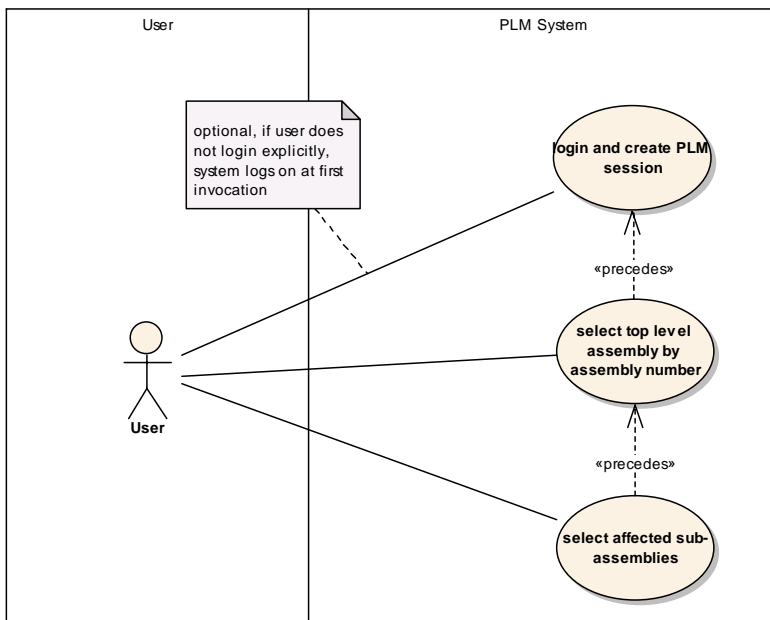 User
PLM System
optional, if user does
not login explicitly,
system logs on at first
invocation
login and create PLM
session
«precedes»
select top level
assembly by
assembly number
User
«precedes»
select affected sub-
assemblies